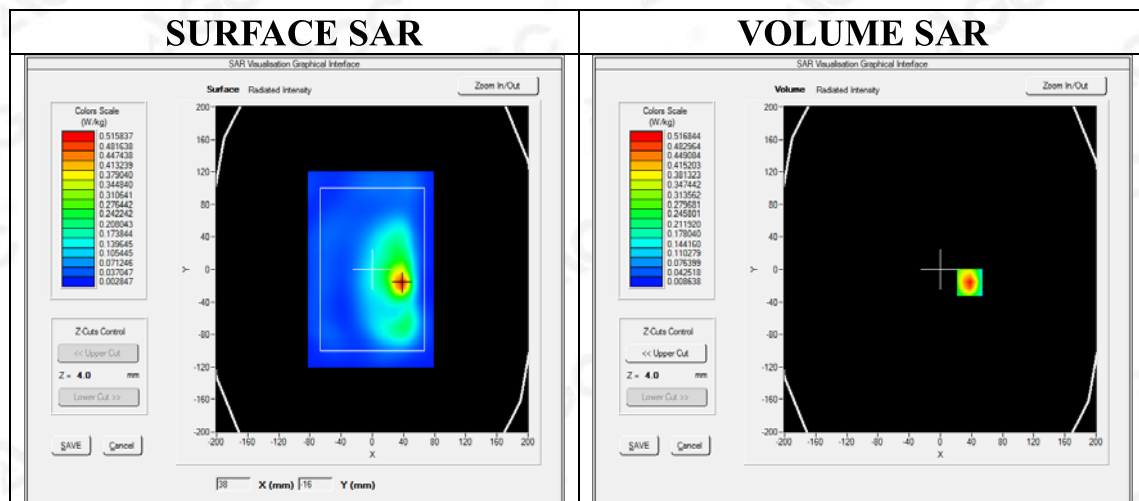 SURFACE SAR
VOLUME SAR
SAR Visualisation Graphical Interface
Surface Radiated Intensity
Zoom In/Out
Colors Scale
(W/kg)
0.515837
0.481638
0.447438
0.413239
0.379040
0.344840
0.310641
0.276442
0.242242
0.208043
0.173844
0.139645
0.105445
0.071246
0.037047
0.002847
200
160
120
80
40
0
-40
-80
-120
-160
-200
Y
-200 -160 -120 -80 -40 0 40 80 120 160 200
X
Z-Cuts Control
<< Upper Cut
Z = 4.0 mm
Lower Cut >>
SAVE Cancel
38 X (mm) -16 Y (mm)
SAR Visualisation Graphical Interface
Volume Radiated Intensity
Zoom In/Out
Colors Scale
(W/kg)
0.516844
0.482964
0.449084
0.415203
0.381323
0.347442
0.313562
0.279681
0.245801
0.211920
0.178040
0.144160
0.110279
0.076399
0.042518
0.008638
200
160
120
80
40
0
-40
-80
-120
-160
-200
Y
-200 -160 -120 -80 -40 0 40 80 120 160 200
X
Z-Cuts Control
<< Upper Cut
Z = 4.0 mm
Lower Cut >>
SAVE Cancel